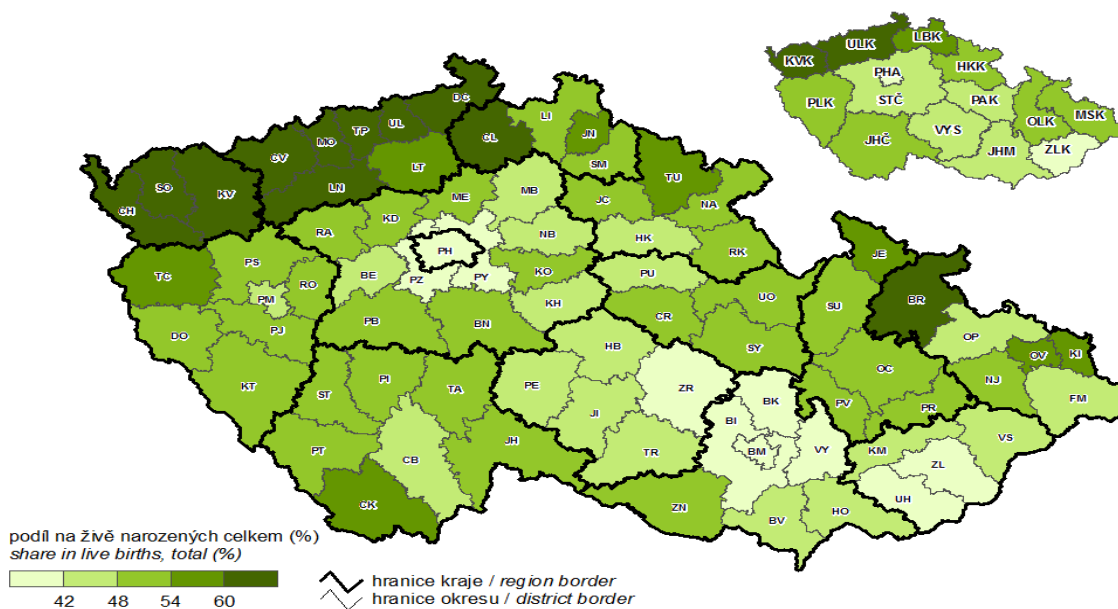 LBK
ULK
KVK
HKK
PHA
STČ
PAK
PLK
MSK
OLK
VYS
JHČ
ZLK
JHM
DC
LI
JN
UL
TP
CL
MO
CV
SM
LT
TU
SO
KV
LN
MB
ME
JC
NA
CH
KD
RA
NB
HK
PH
RK
TC
PS
BE
KO
PU
JE
RO
PZ
PY
PM
KH
UO
SU
BR
PB
BN
CR
DO
PJ
OP
OV
KI
HB
SY
OC
KT
PI
TA
PE
ZR
NJ
FM
ST
BK
PV
PR
JI
BI
VS
PT
JH
TR
BM
VY
KM
CB
ZL
CK
ZN
UH
BV
HO
podíl na živě narozených celkem (%)
share in live births, total (%)
42 48 54 60
hranice kraje / region border
hranice okresu / district border